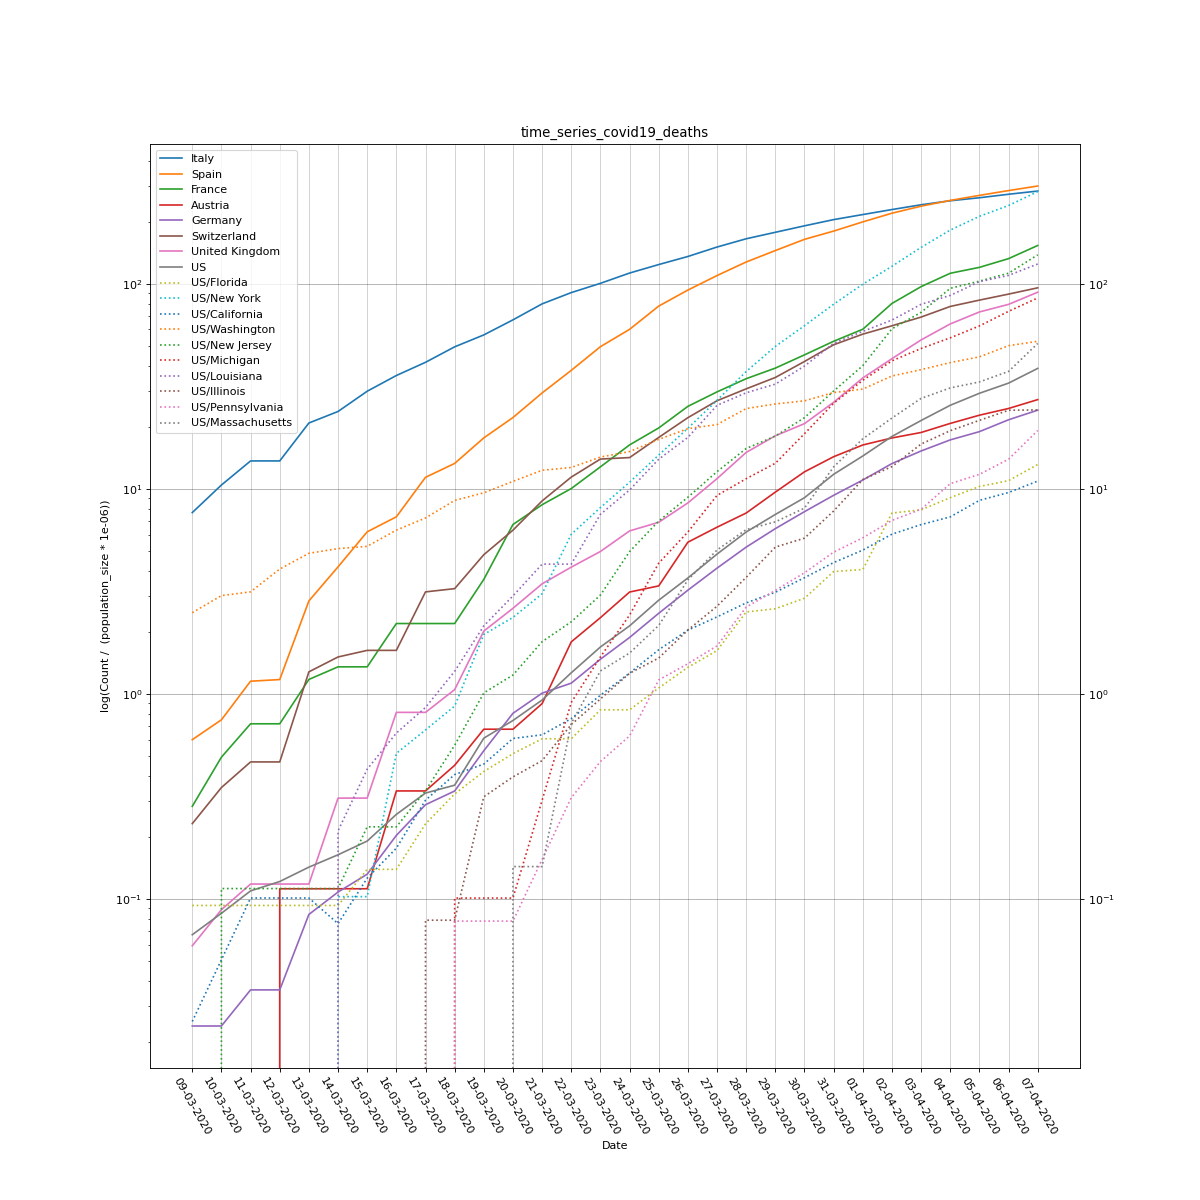 time_series_covid19_deaths
Italy
Spain
France
Austria
Germany
Switzerland
United Kingdom
US
US/Florida
US/New York
US/California
US/Washington
US/New Jersey
US/Michigan
US/Louisiana
US/Illinois
US/Pennsylvania
US/Massachusetts
log(Count / (population_size * 1e-06))
10²
10¹
10⁰
10⁻¹
10²
10¹
10⁰
10⁻¹
09-03-2020
10-03-2020
11-03-2020
12-03-2020
13-03-2020
14-03-2020
15-03-2020
16-03-2020
17-03-2020
18-03-2020
19-03-2020
20-03-2020
21-03-2020
22-03-2020
23-03-2020
24-03-2020
25-03-2020
26-03-2020
27-03-2020
28-03-2020
29-03-2020
30-03-2020
31-03-2020
01-04-2020
02-04-2020
03-04-2020
04-04-2020
05-04-2020
06-04-2020
07-04-2020
Date